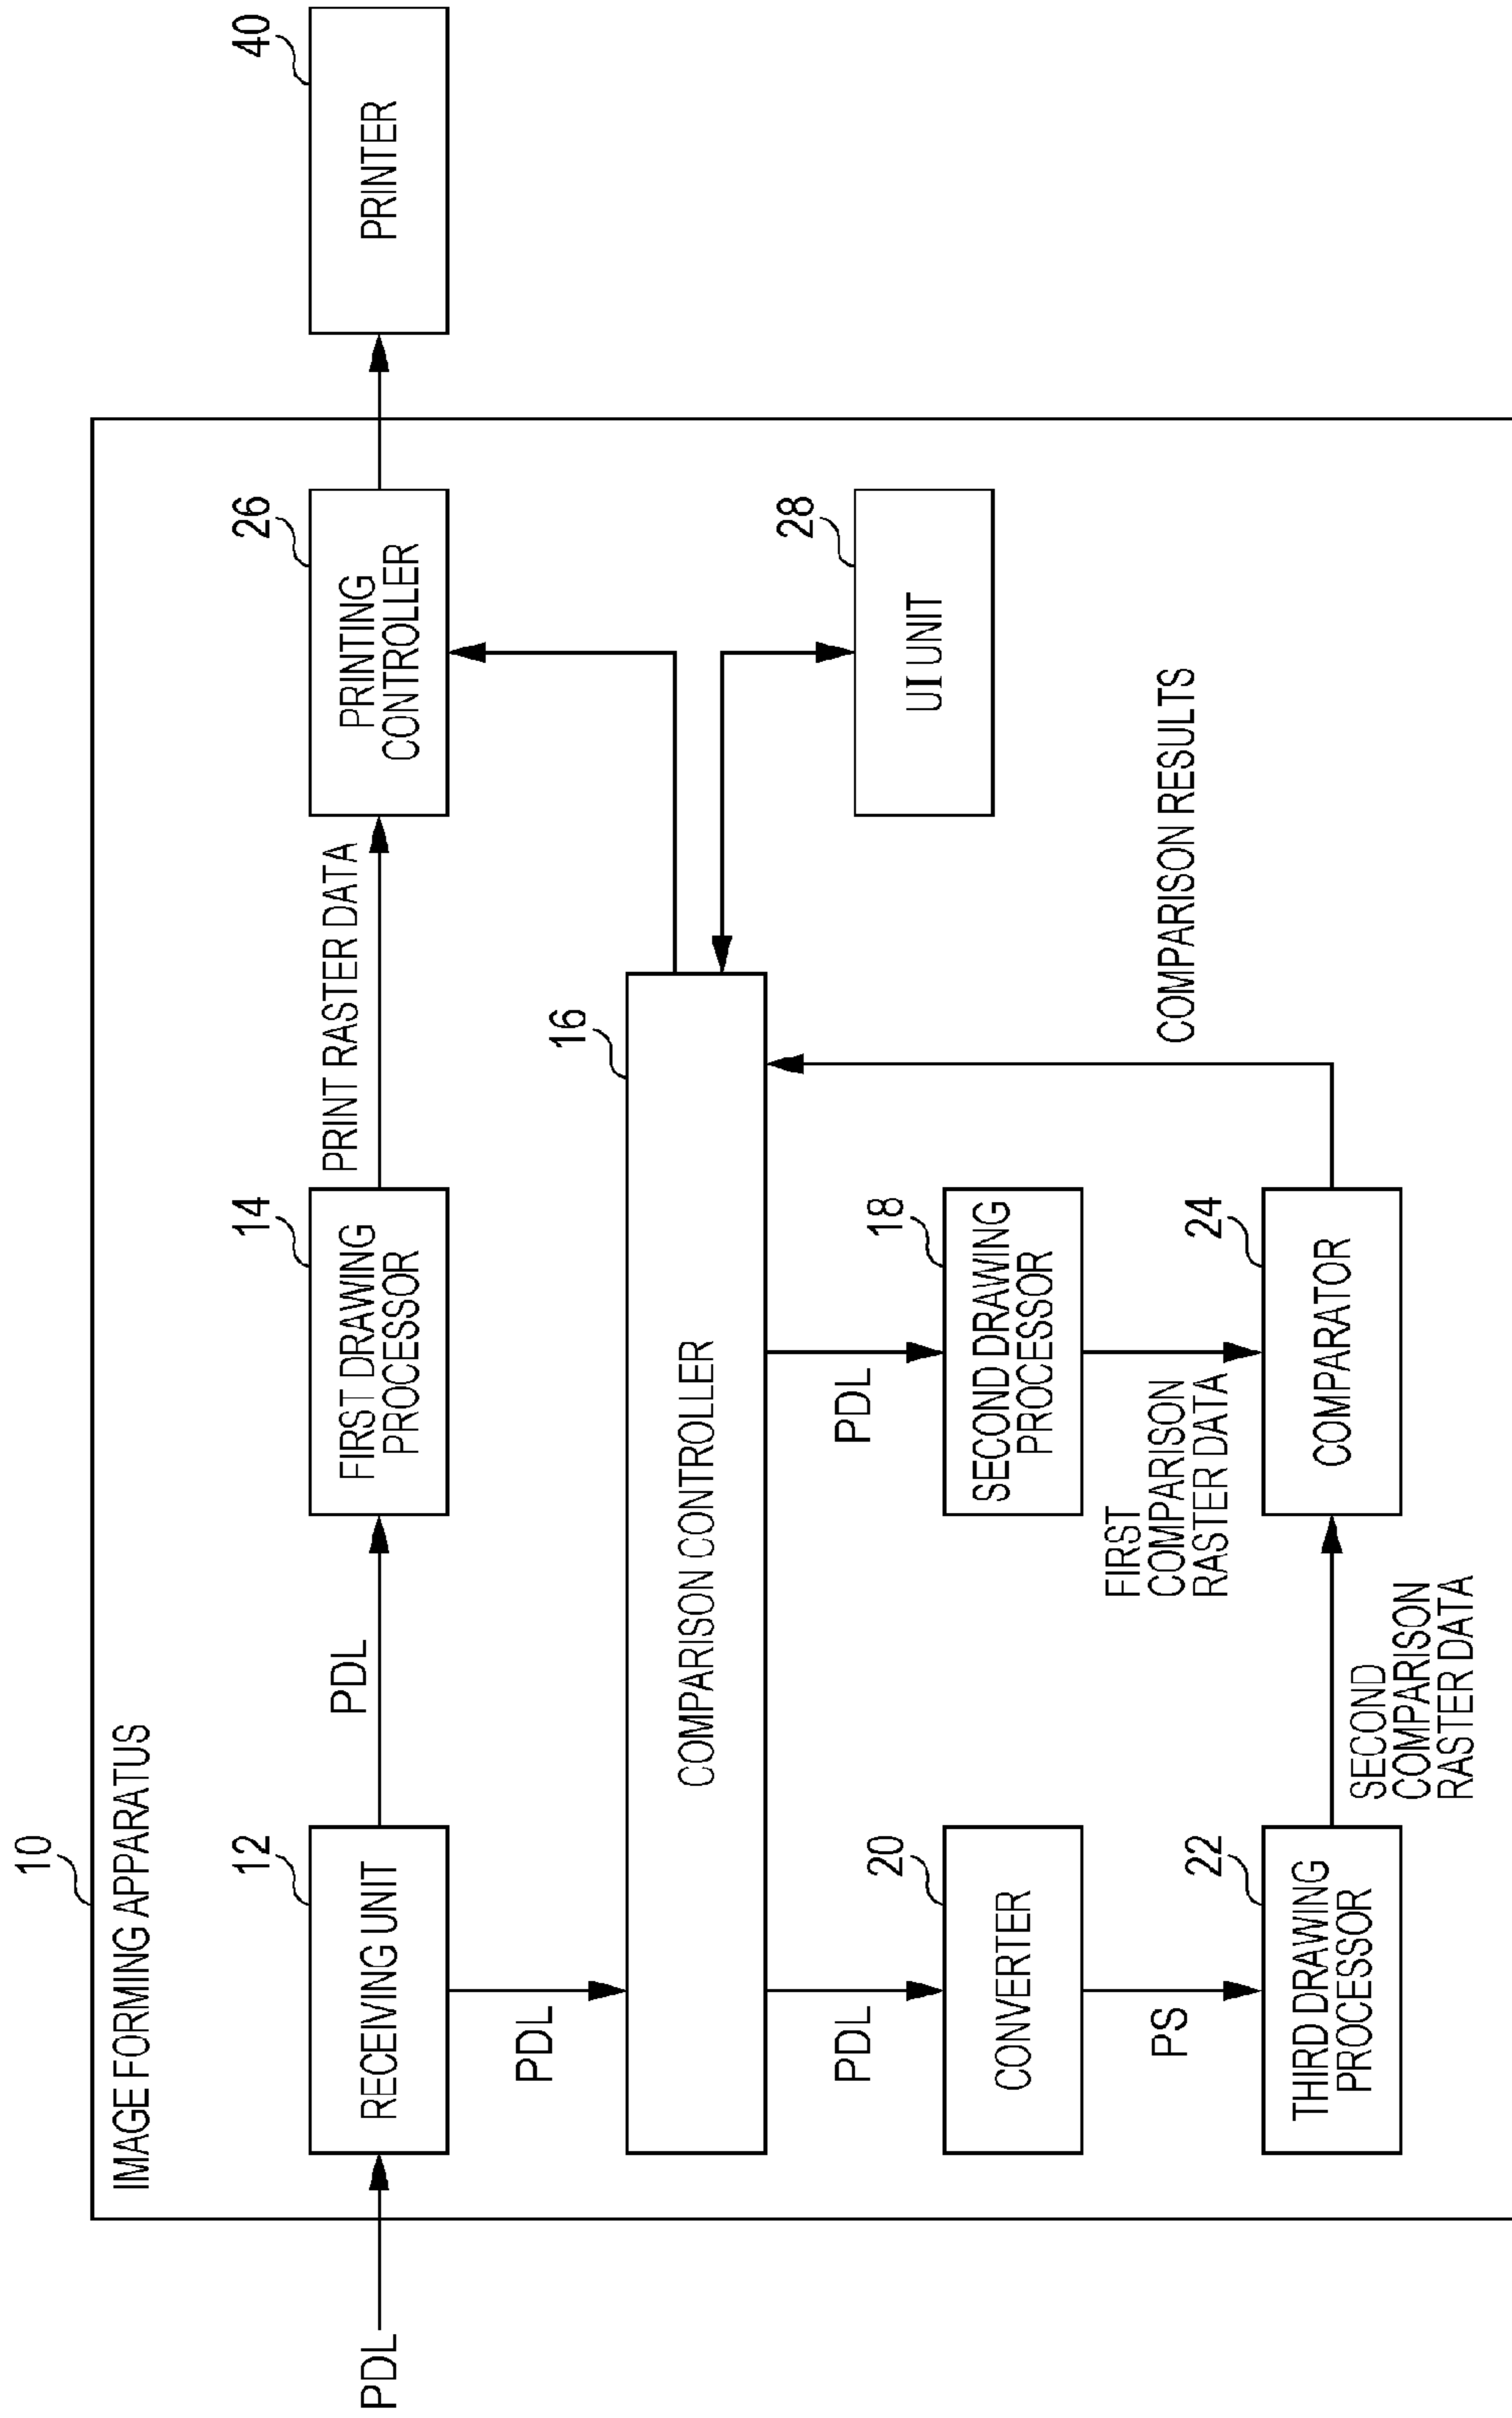 10
IMAGE FORMING APPARATUS
PDL
12
RECEIVING UNIT
PDL
14
FIRST DRAWING
PROCESSOR
PRINT RASTER DATA
26
PRINTING
CONTROLLER
40
PRINTER
PDL
16
COMPARISON CONTROLLER
28
UI UNIT
PDL
20
CONVERTER
PDL
18
SECOND DRAWING
PROCESSOR
COMPARISON RESULTS
PS
FIRST
COMPARISON
RASTER DATA
22
THIRD DRAWING
PROCESSOR
SECOND
COMPARISON
RASTER DATA
24
COMPARATOR